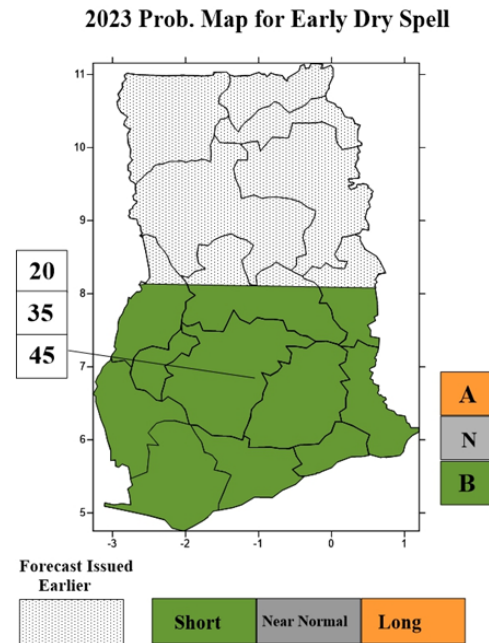 2023 Prob. Map for Early Dry Spell
11
10
9
8
7
6
5
-3
-2
-1
0
1
20
35
45
A
N
B
Forecast Issued
Earlier
Short
Near Normal
Long